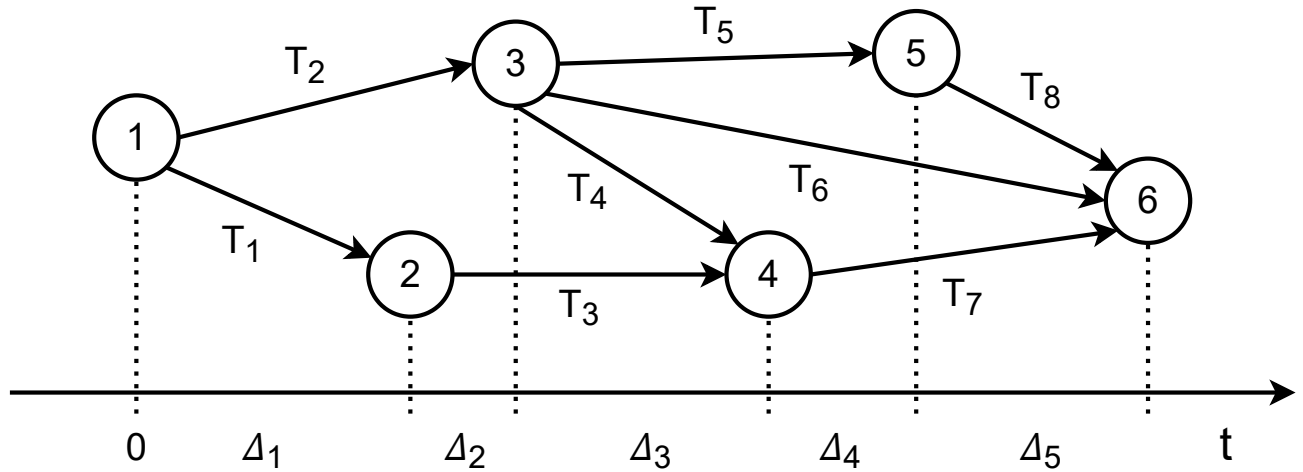 T₅
5
3
T₂
T₈
1
T₆
T₄
6
T₁
2
4
T₃
T₇
0 𝛥₁ 𝛥₂ 𝛥₃ 𝛥₄ 𝛥₅ t